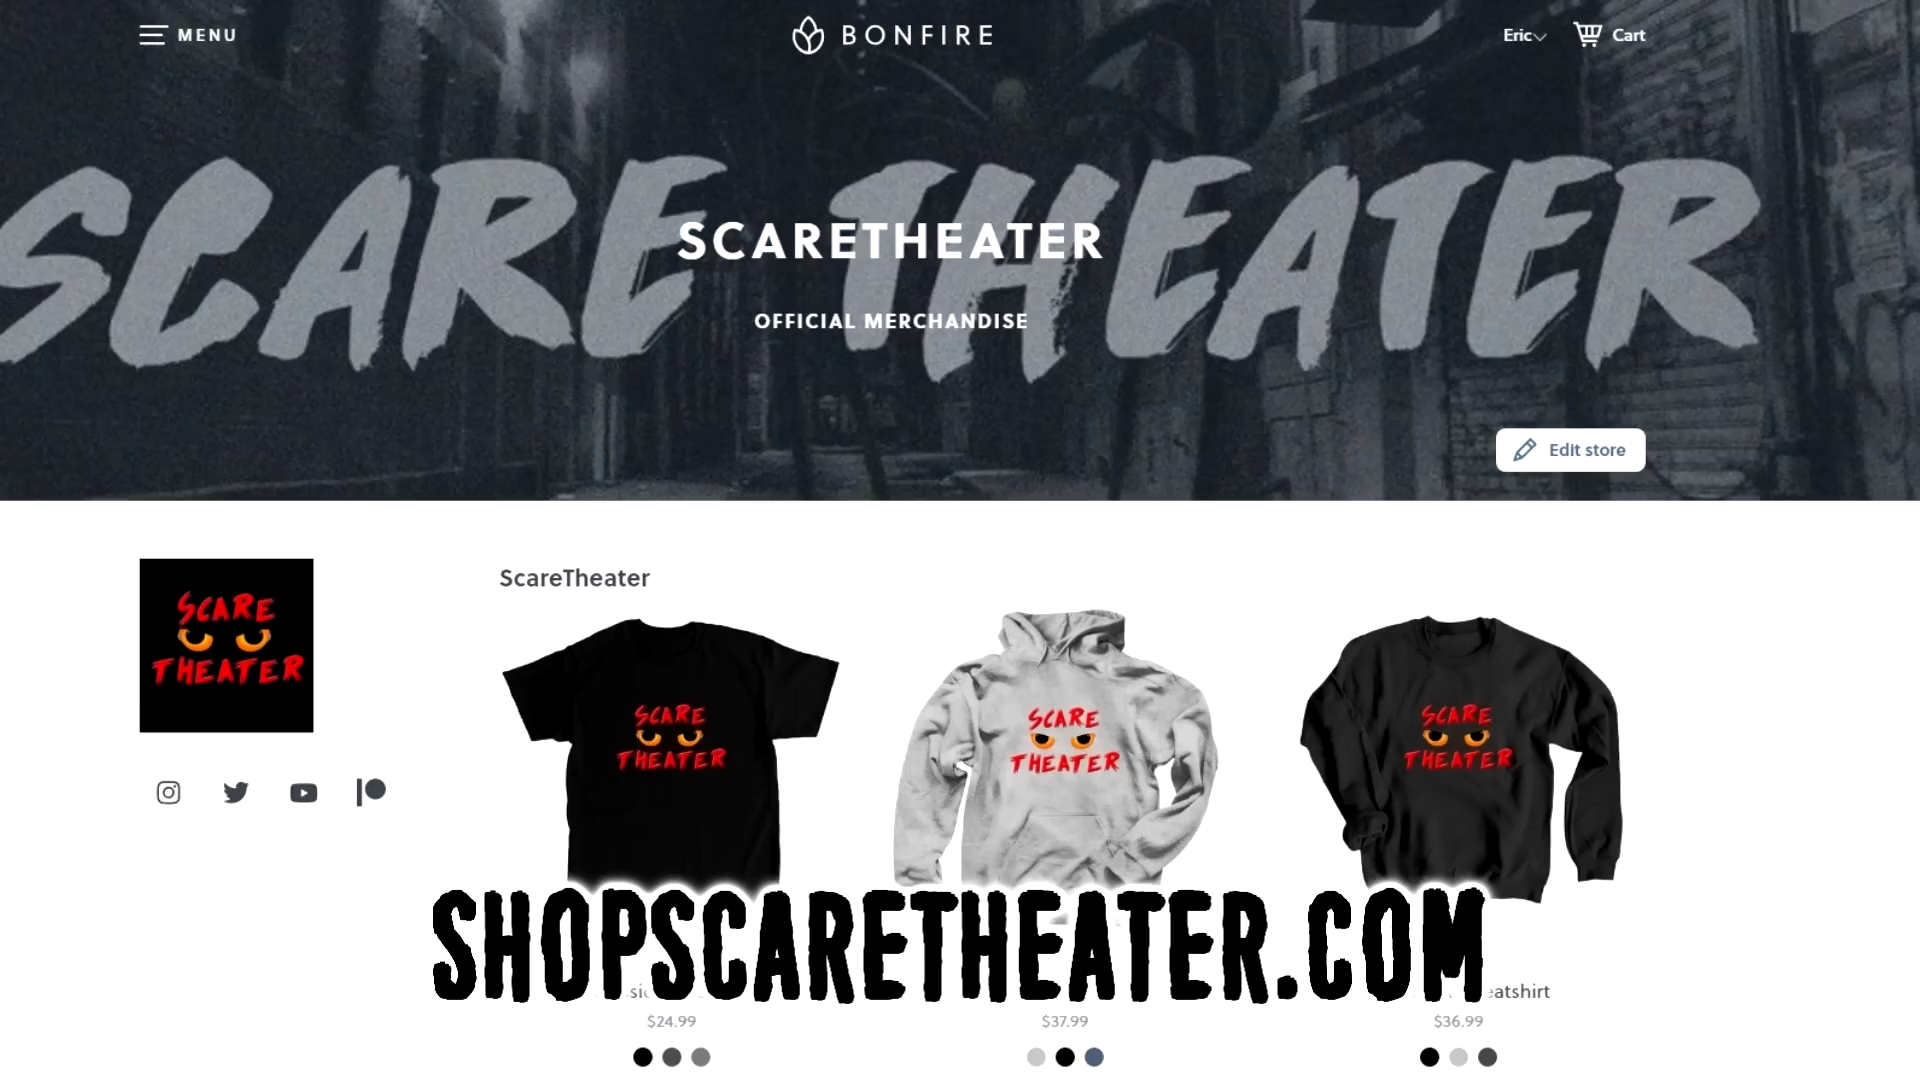 MENU
BONFIRE
Eric
Cart
SCARE THEATER
SCARETHEATER
OFFICIAL MERCHANDISE
Edit store
SCARE
THEATER
ScareTheater
SCARE
THEATER
SCARE
THEATER
SCARE
THEATER
SHOPSCARETHEATER.COM
$24.99
$37.99
$36.99